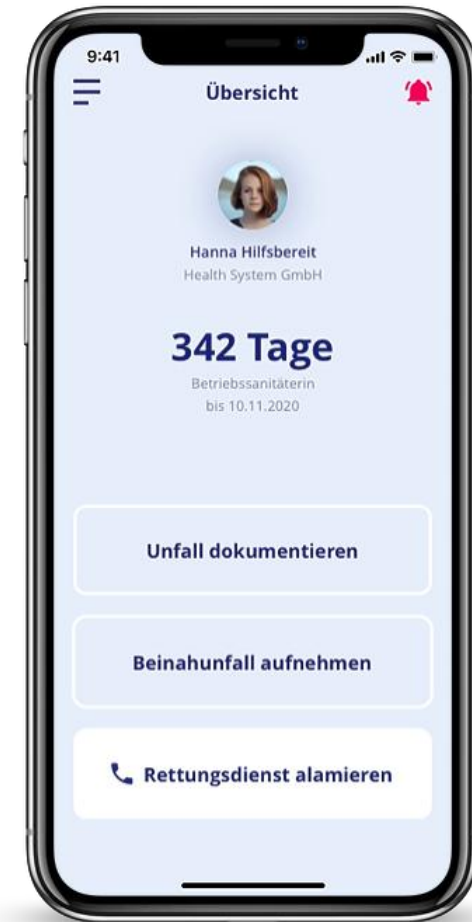 9:41
Übersicht
Hanna Hilfsbereit
Health System GmbH
342 Tage
Betriebssanitäterin
bis 10.11.2020
Unfall dokumentieren
Beinahunfall aufnehmen
Rettungsdienst alamieren